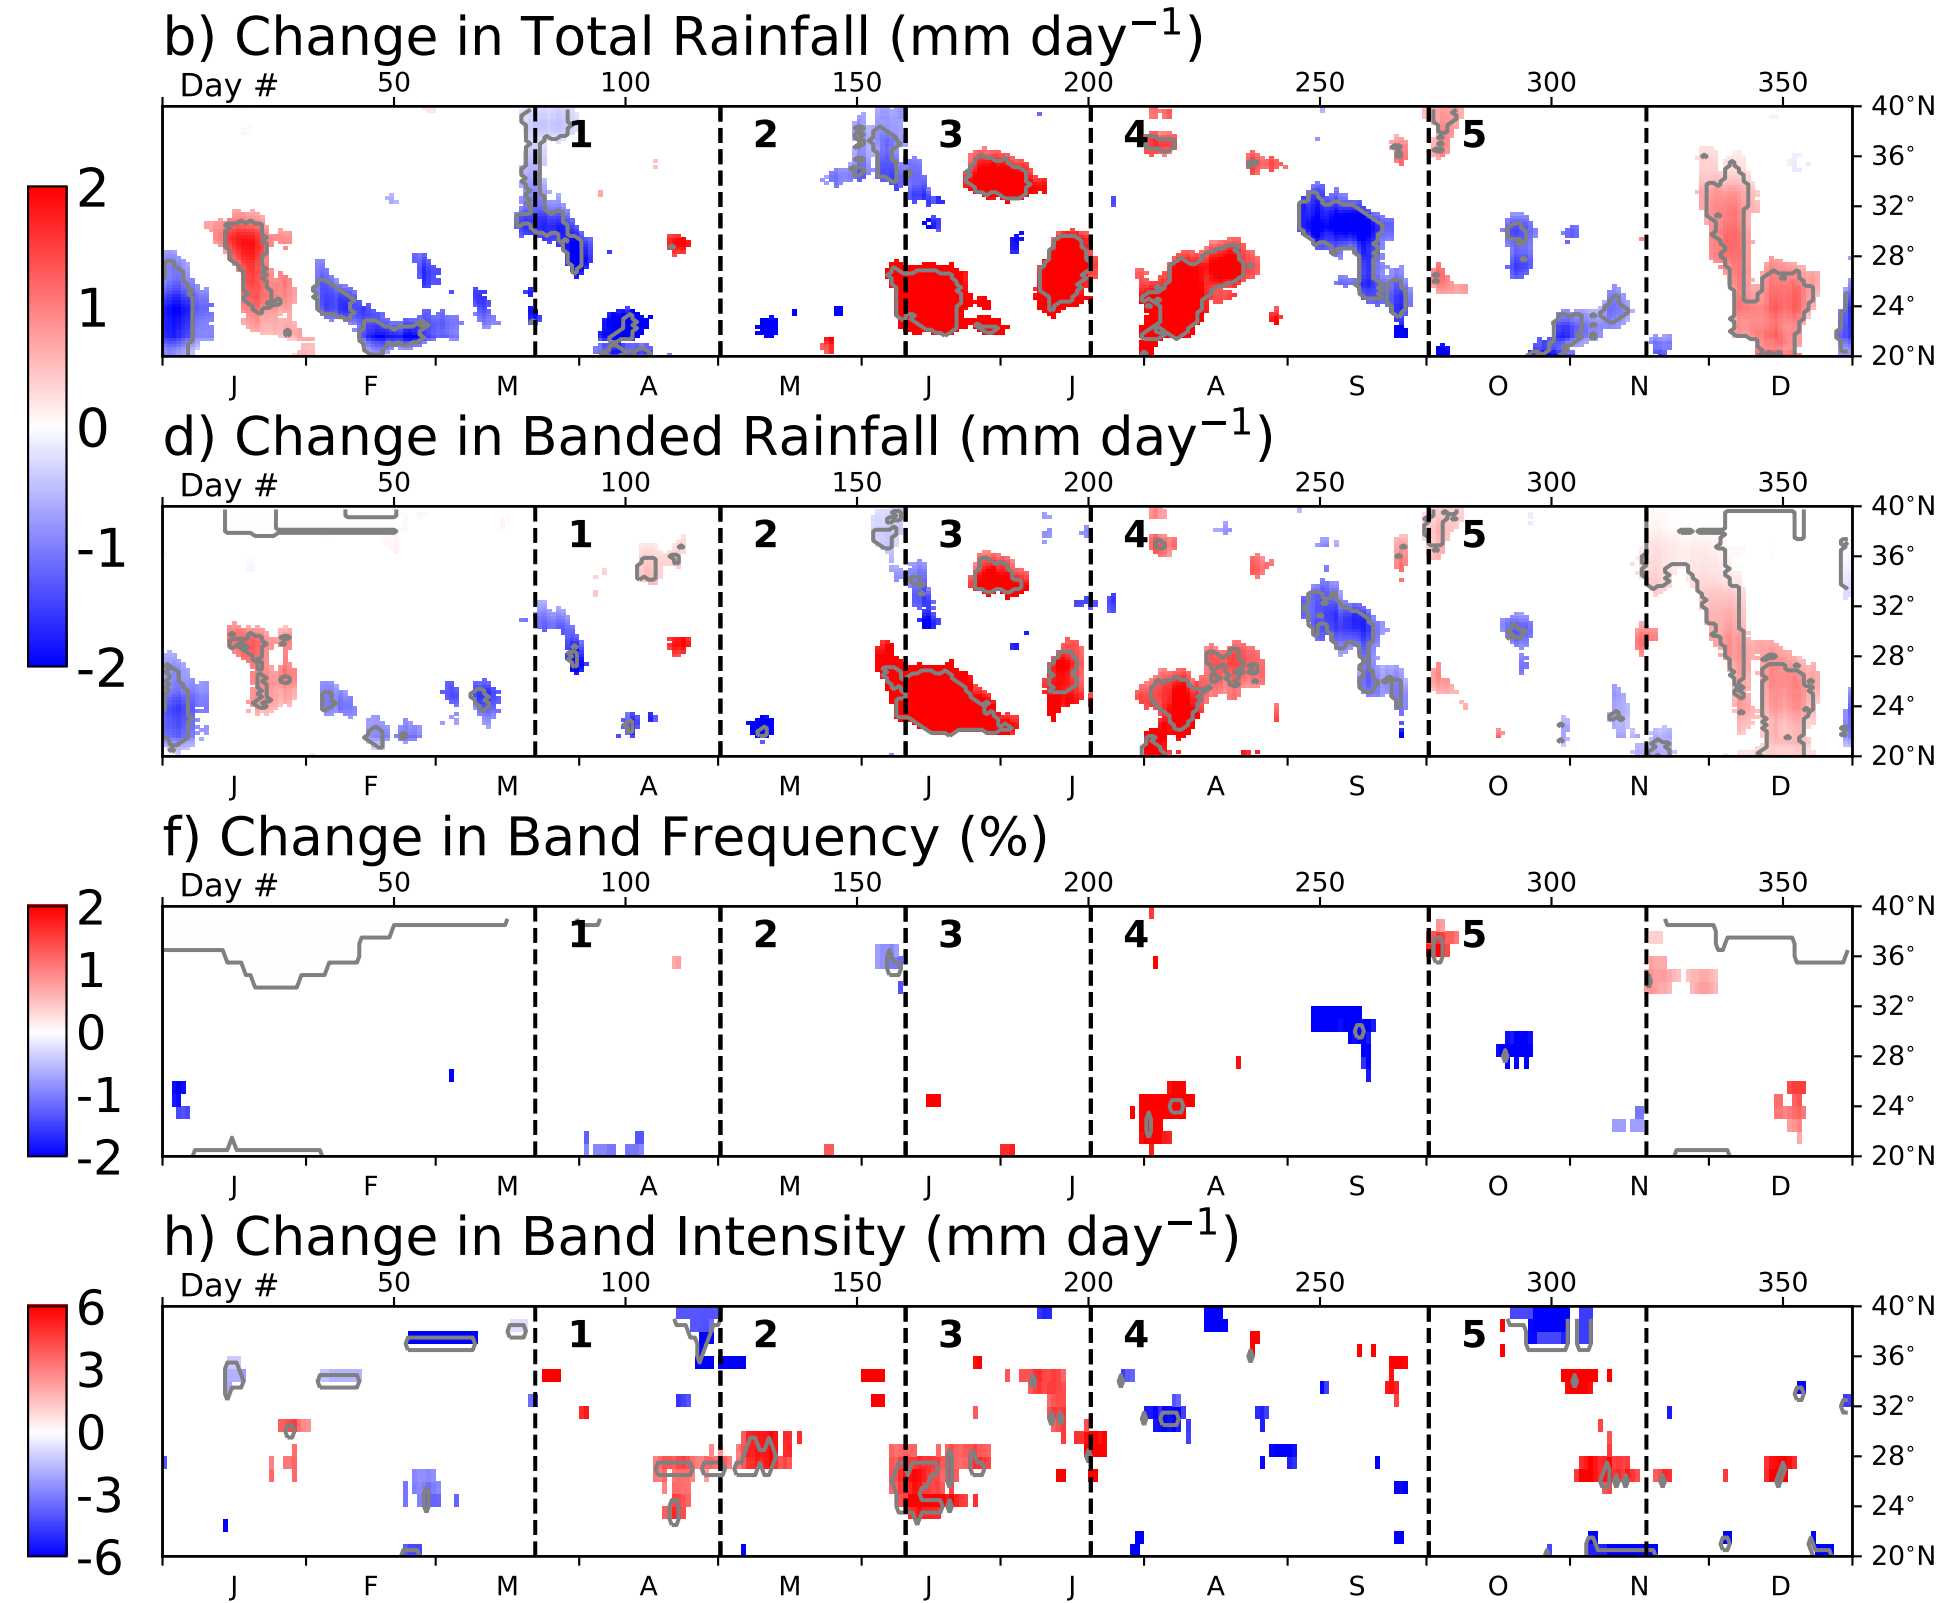 b) Change in Total Rainfall (mm day⁻¹)
Day # 50 100 150 200 250 300 350
1 2 3 4 5
40°N
36°
32°
28°
24°
20°N
2
1
0
-1
-2
J F M A M J J A S O N D
d) Change in Banded Rainfall (mm day⁻¹)
Day # 50 100 150 200 250 300 350
1 2 3 4 5
40°N
36°
32°
28°
24°
20°N
J F M A M J J A S O N D
f) Change in Band Frequency (%)
Day # 50 100 150 200 250 300 350
1 2 3 4 5
40°N
36°
32°
28°
24°
20°N
2
1
0
-1
-2
J F M A M J J A S O N D
h) Change in Band Intensity (mm day⁻¹)
Day # 50 100 150 200 250 300 350
1 2 3 4 5
40°N
36°
32°
28°
24°
20°N
6
3
0
-3
-6
J F M A M J J A S O N D